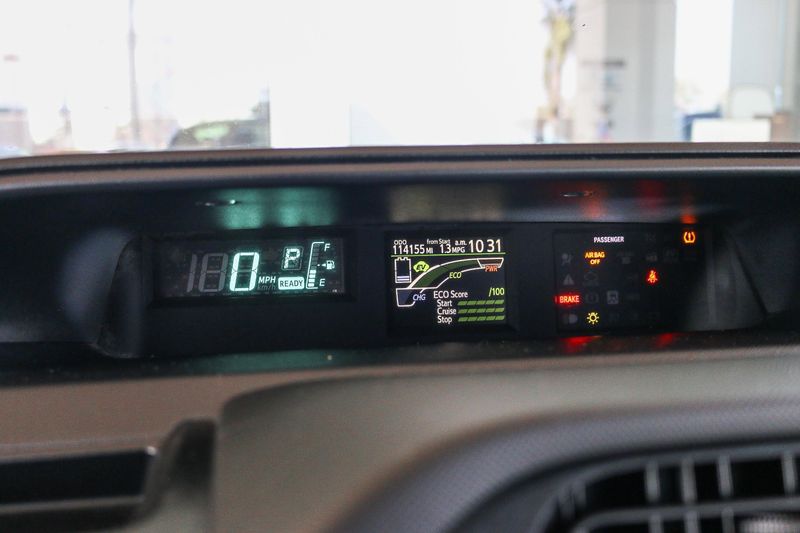 0 MPH
km/h
P
READY
F
E
ODO from Start a.m. 10 31
114155 MI 1.3 MPG
EV
ECO
PWR
CHG
ECO Score /100
Start
Cruise
Stop
PASSENGER
AIR BAG
OFF
BRAKE